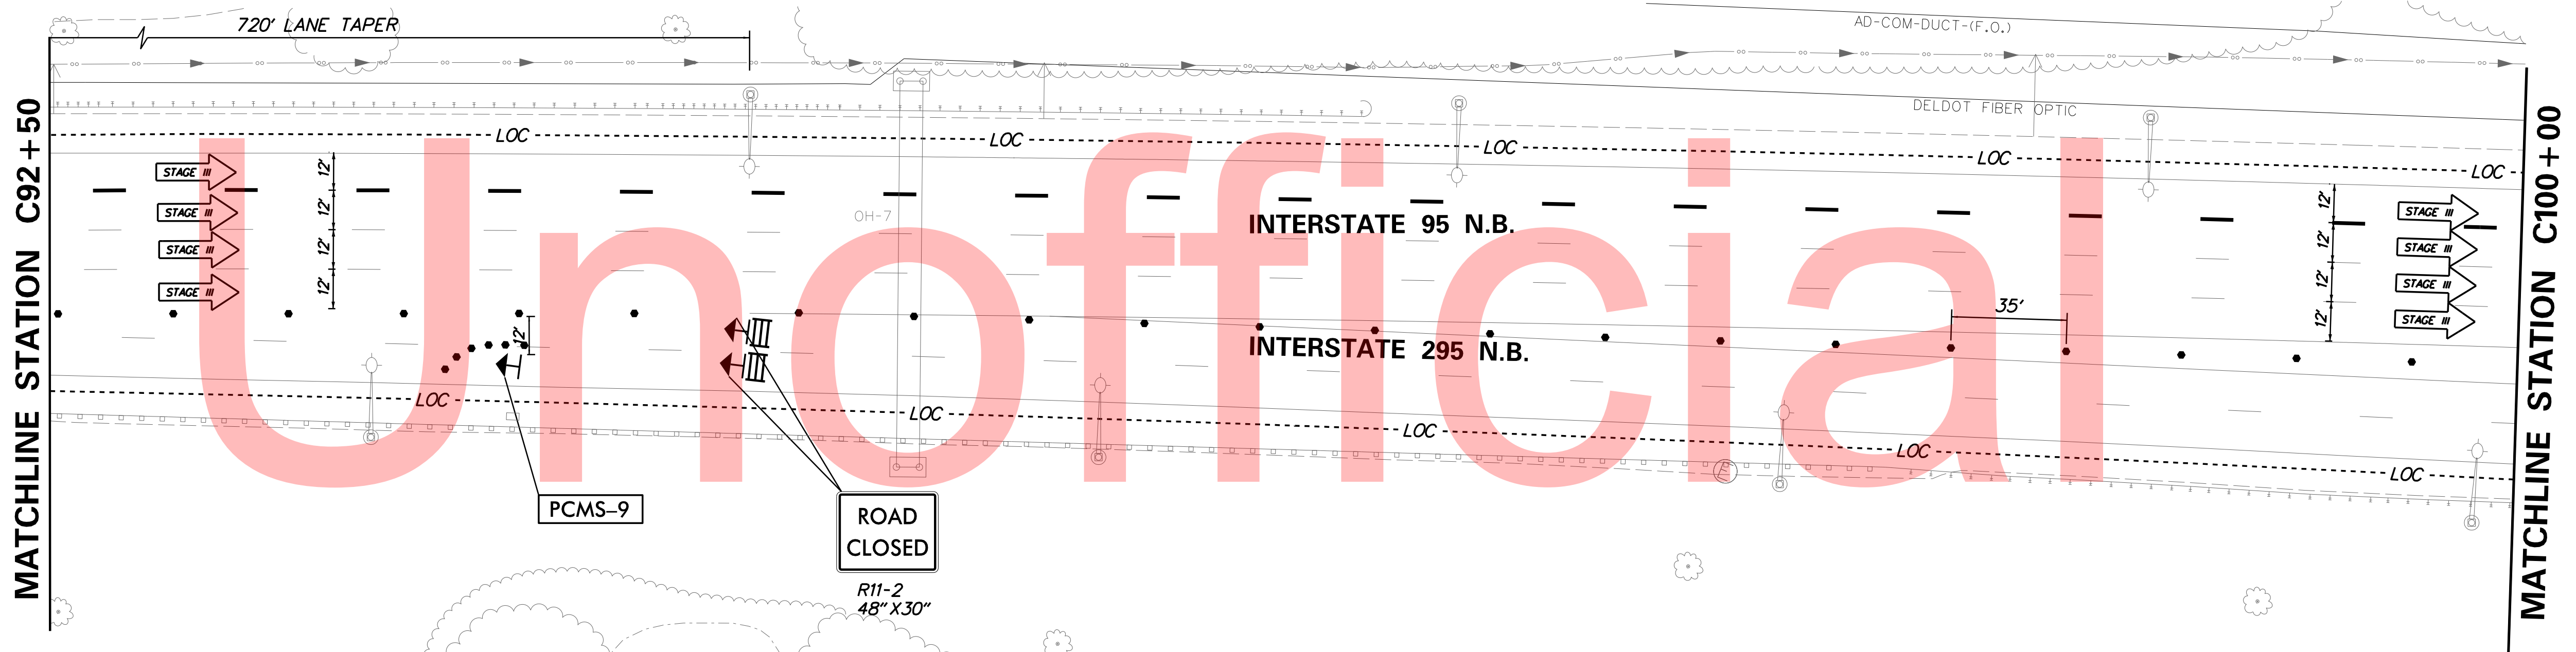 720' LANE TAPER
AD-COM-DUCT-(F.O.)
DELDOT FIBER OPTIC
MATCHLINE STATION C92+50
MATCHLINE STATION C100+00
LOC
LOC
LOC
LOC
LOC
STAGE III
STAGE III
STAGE III
STAGE III
12'
12'
12'
12'
OH-7
INTERSTATE 95 N.B.
12'
12'
12'
12'
STAGE III
STAGE III
STAGE III
STAGE III
Unofficial
12'
35'
INTERSTATE 295 N.B.
LOC
LOC
LOC
LOC
LOC
E
PCMS-9
ROAD
CLOSED
R11-2
48"X30"